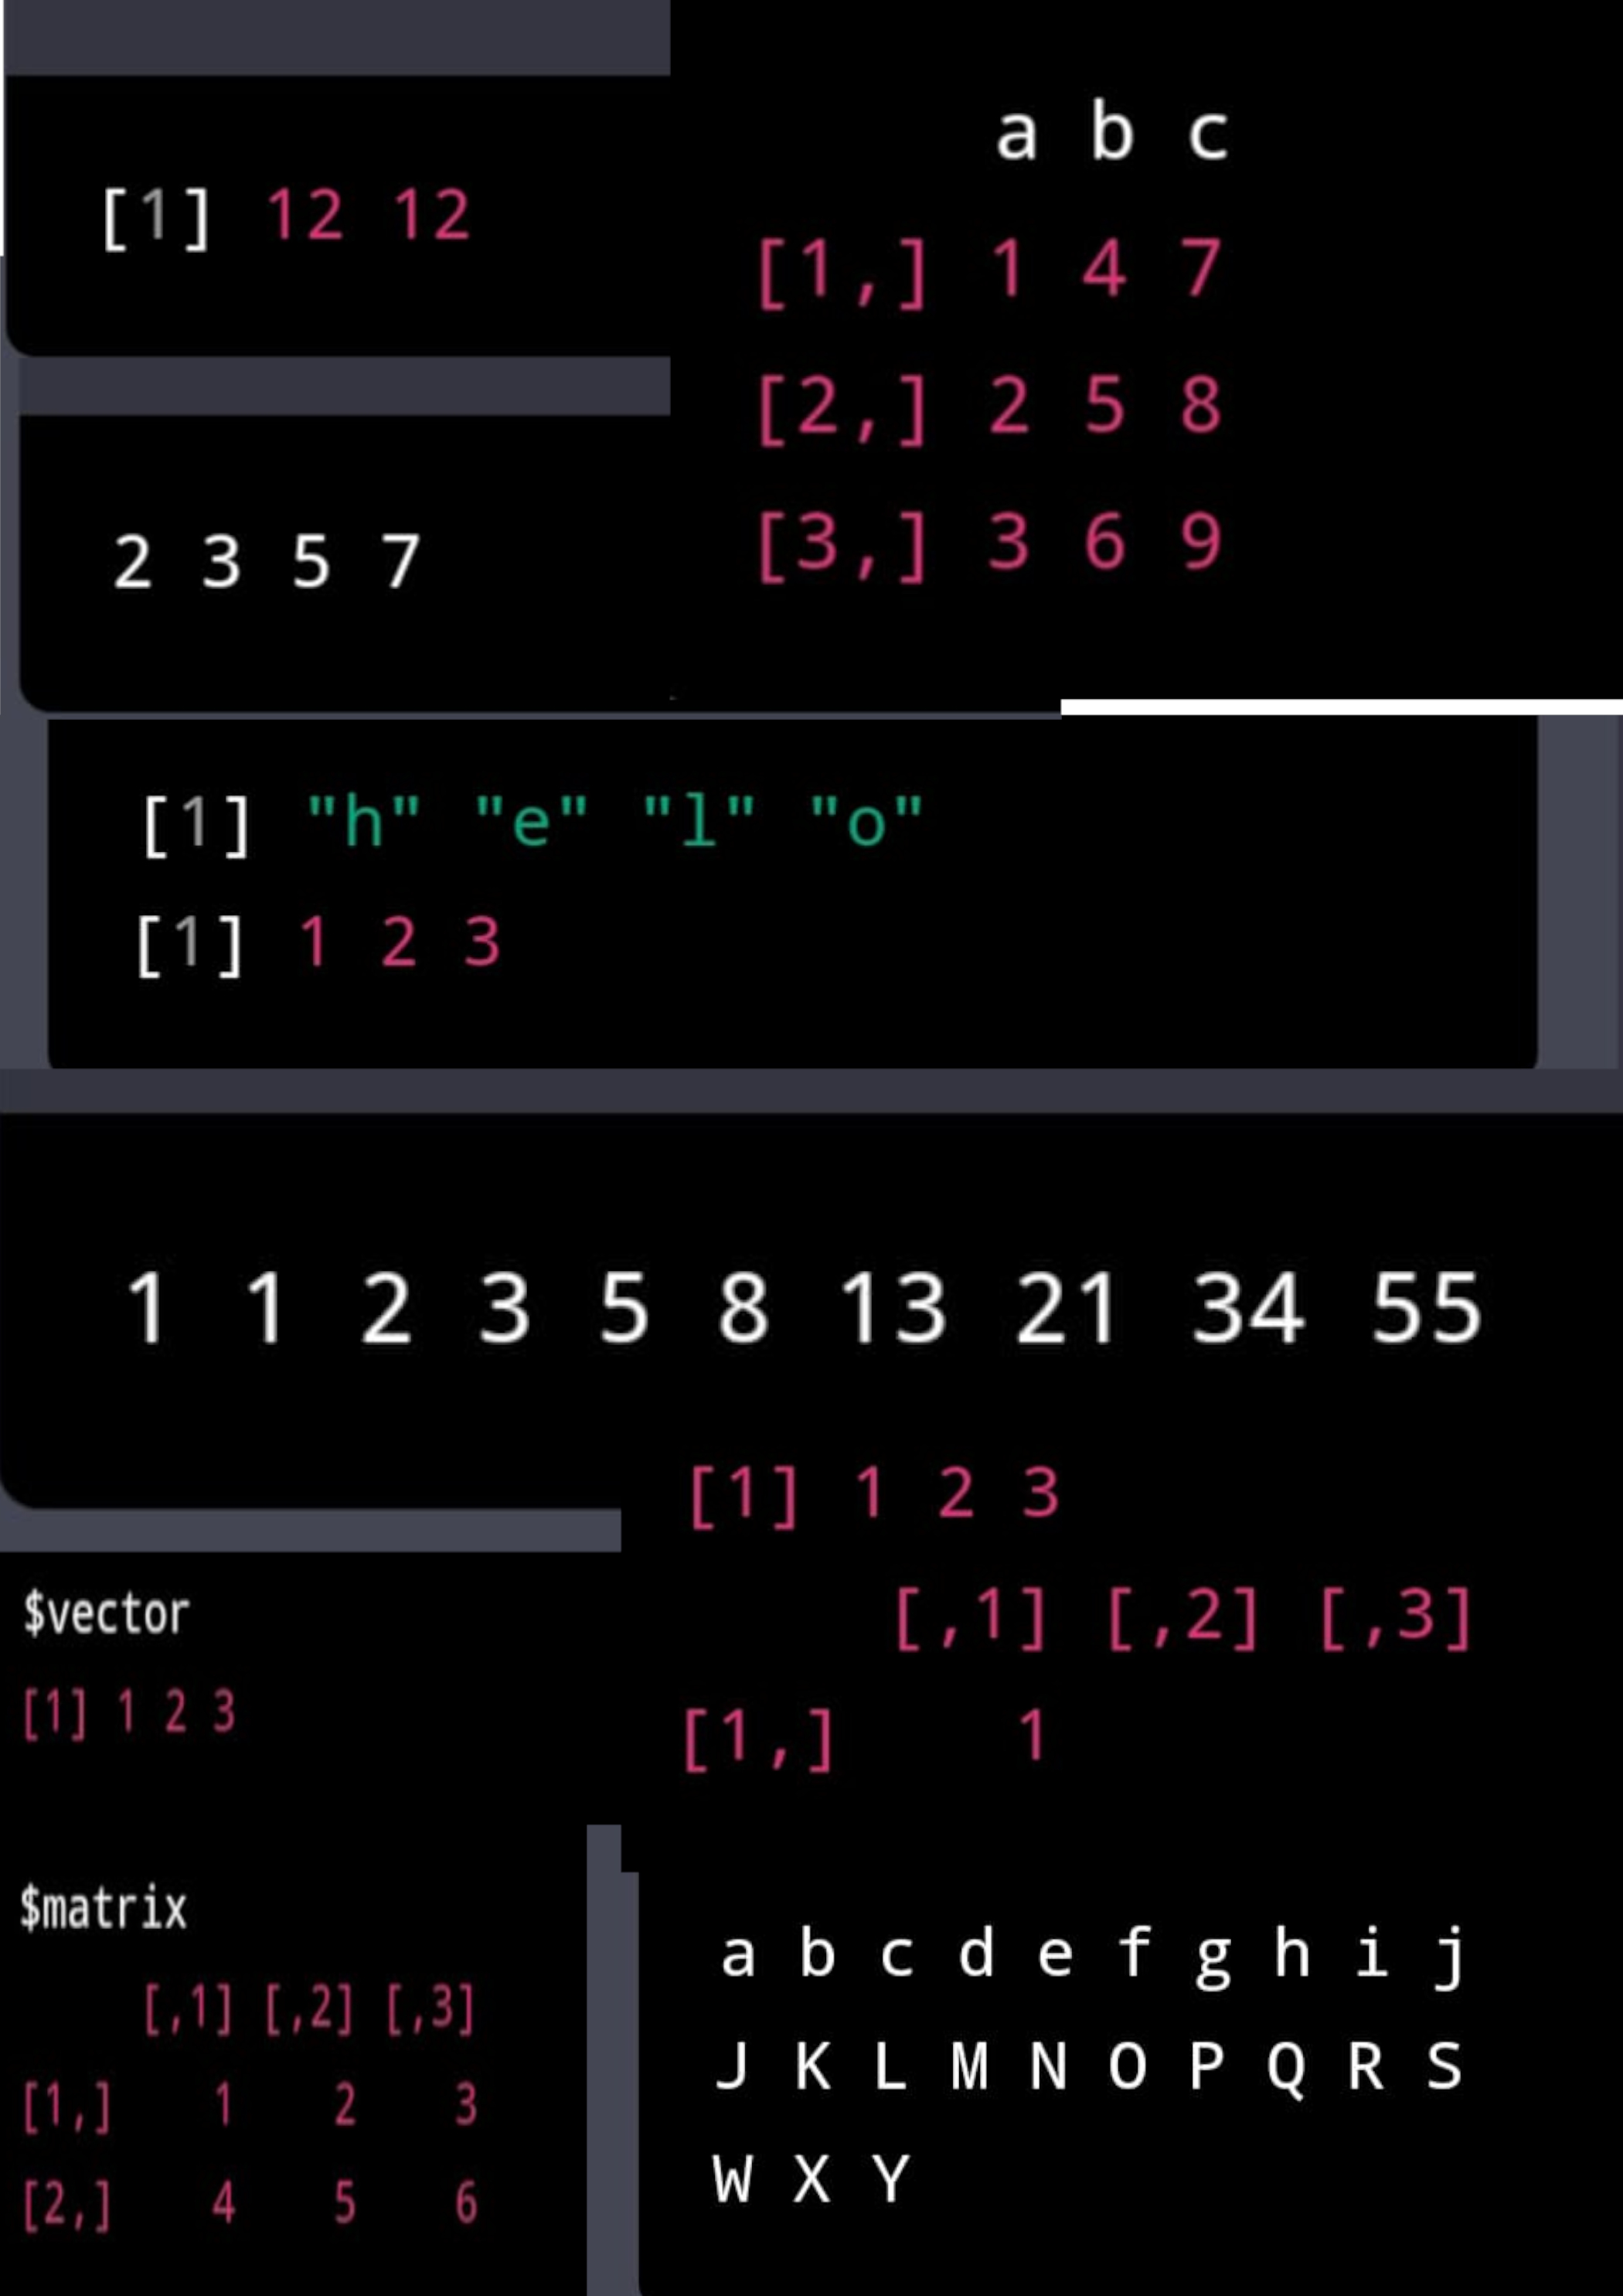 [1] 12 12
2 3 5 7
a b c
[1,] 1 4 7
[2,] 2 5 8
[3,] 3 6 9
[1] "h" "e" "l" "o"
[1] 1 2 3
1 1 2 3 5 8 13 21 34 55
$vector
[1] 1 2 3
$matrix
[,1] [,2] [,3]
[1,] 1 2 3
[2,] 4 5 6
[1] 1 2 3
[,1] [,2] [,3]
[1,] 1
a b c d e f g h i j
J K L M N O P Q R S
W X Y